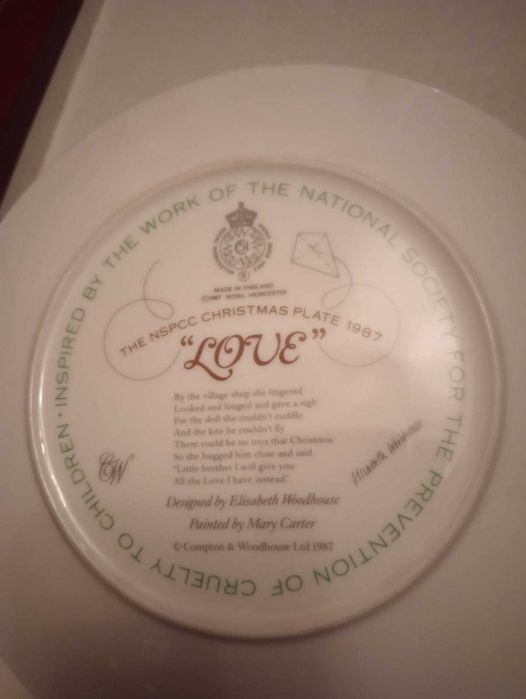 INSPIRED BY THE WORK OF THE NATIONAL SOCIETY FOR THE PREVENTION OF CRUELTY TO CHILDREN ·
MADE IN ENGLAND
©1987 ROYAL WORCESTER
THE NSPCC CHRISTMAS PLATE 1987
"LOVE"
By the village shop she lingered
Looked and longed and gave a sigh
For the doll she couldn't cuddle
And the kite he couldn't fly
There could be no toys that Christmas
So she hugged him close and said
"Little brother I will give you
All the Love I have instead"
CW
Elisabeth Woodhouse
Designed by Elisabeth Woodhouse
Painted by Mary Carter
© Compton & Woodhouse Ltd 1987